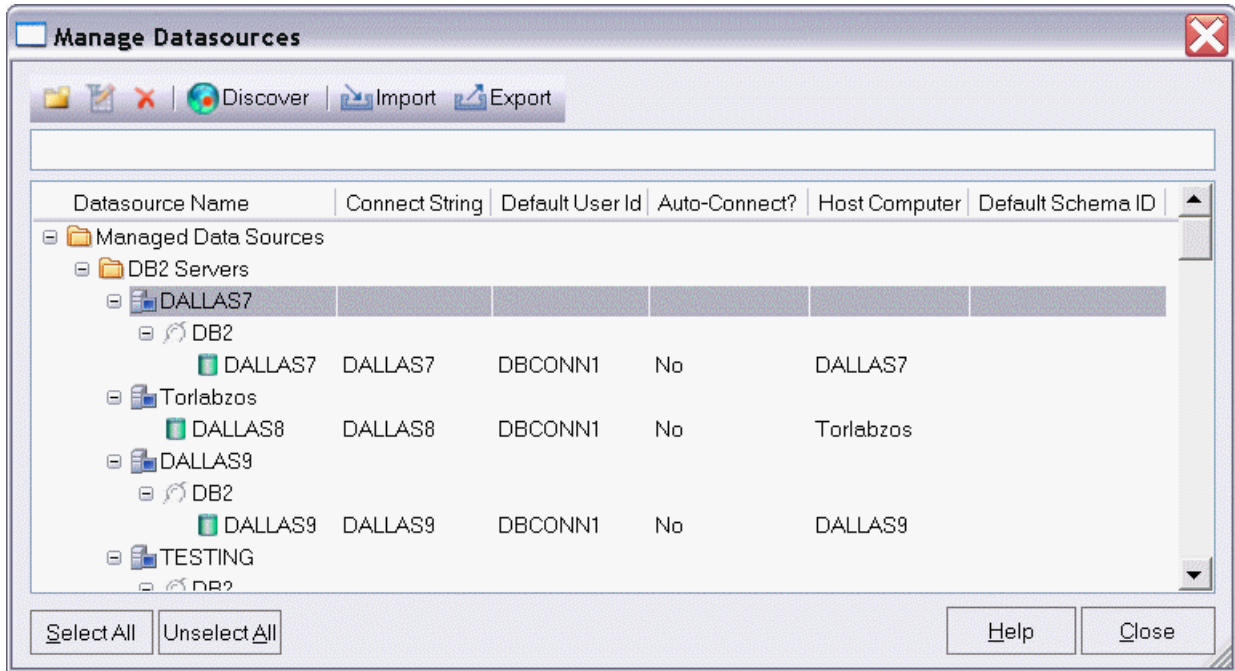 Manage Datasources
Discover Import Export
Datasource Name Connect String Default User Id Auto-Connect? Host Computer Default Schema ID
Managed Data Sources
DB2 Servers
DALLAS7
DB2
DALLAS7 DALLAS7 DBCONN1 No DALLAS7
Torlabzos
DALLAS8 DALLAS8 DBCONN1 No Torlabzos
DALLAS9
DB2
DALLAS9 DALLAS9 DBCONN1 No DALLAS9
TESTING
DB2
Select All Unselect All Help Close